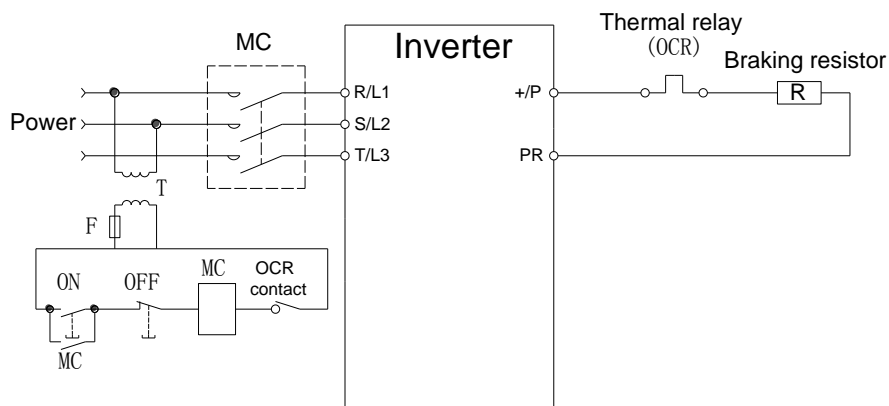 MC
Inverter
Thermal relay
(OCR)
Braking resistor
R/L1
+/P
R
Power
S/L2
T/L3
PR
T
F
ON
OFF
MC
OCR
contact
MC